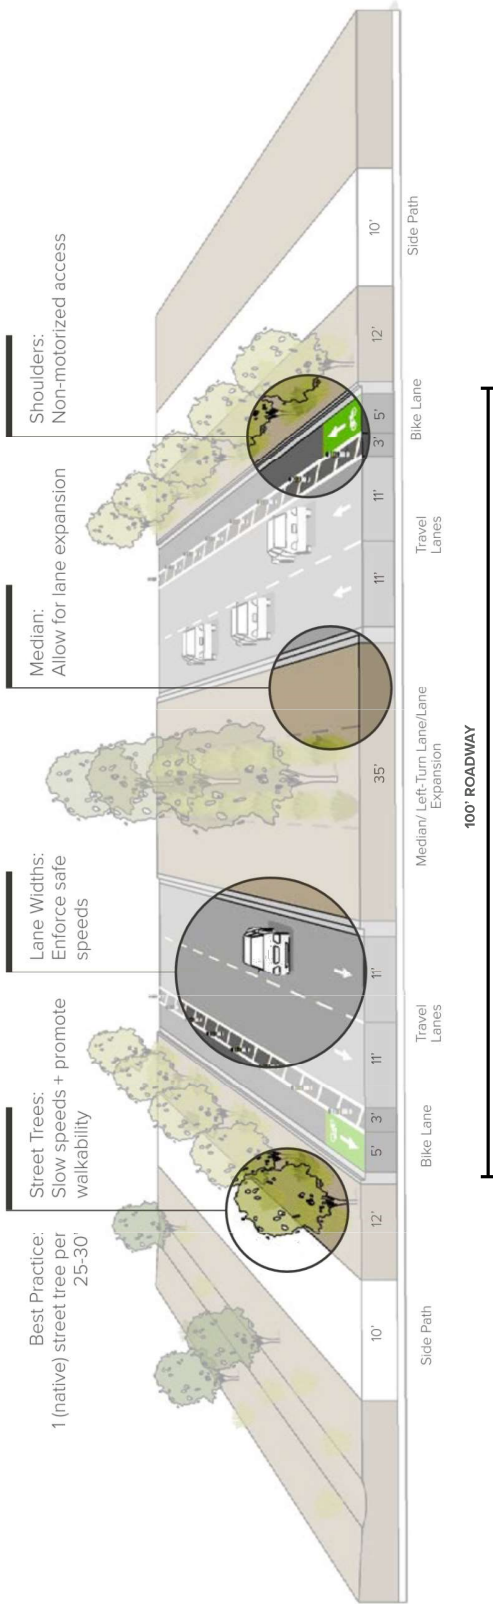 Best Practice:
1 (native) street tree per
25-30'
Street Trees:
Slow speeds + promote
walkability
Lane Widths:
Enforce safe
speeds
Median:
Allow for lane expansion
Shoulders:
Non-motorized access
10'
12'
5'
3'
11'
11'
35'
11'
11'
3'
5'
12'
10'
Side Path
Bike Lane
Travel
Lanes
Median/ Left-Turn Lane/Lane
Expansion
Travel
Lanes
Bike Lane
Side Path
100' ROADWAY